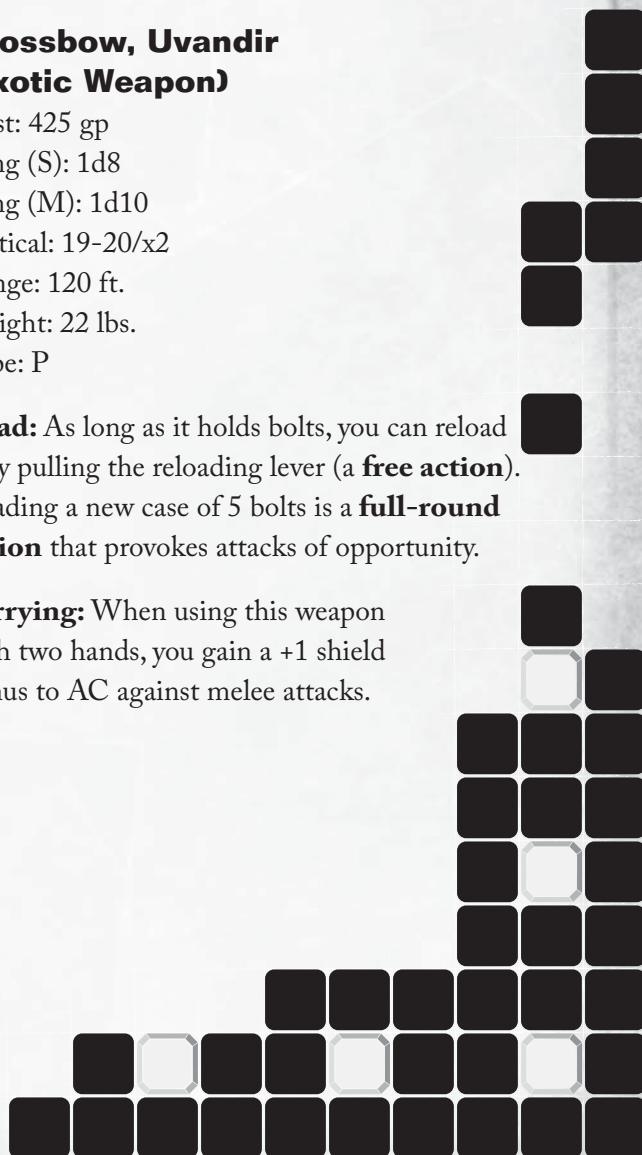 ossbow, Uvandir
xotic Weapon)
st: 425 gp
ng (S): 1d8
ng (M): 1d10
tical: 19-20/x2
nge: 120 ft.
ight: 22 lbs.
pe: P
ad: As long as it holds bolts, you can reload
y pulling the reloading lever (a free action).
ading a new case of 5 bolts is a full-round
ion that provokes attacks of opportunity.
rrying: When using this weapon
h two hands, you gain a +1 shield
nus to AC against melee attacks.